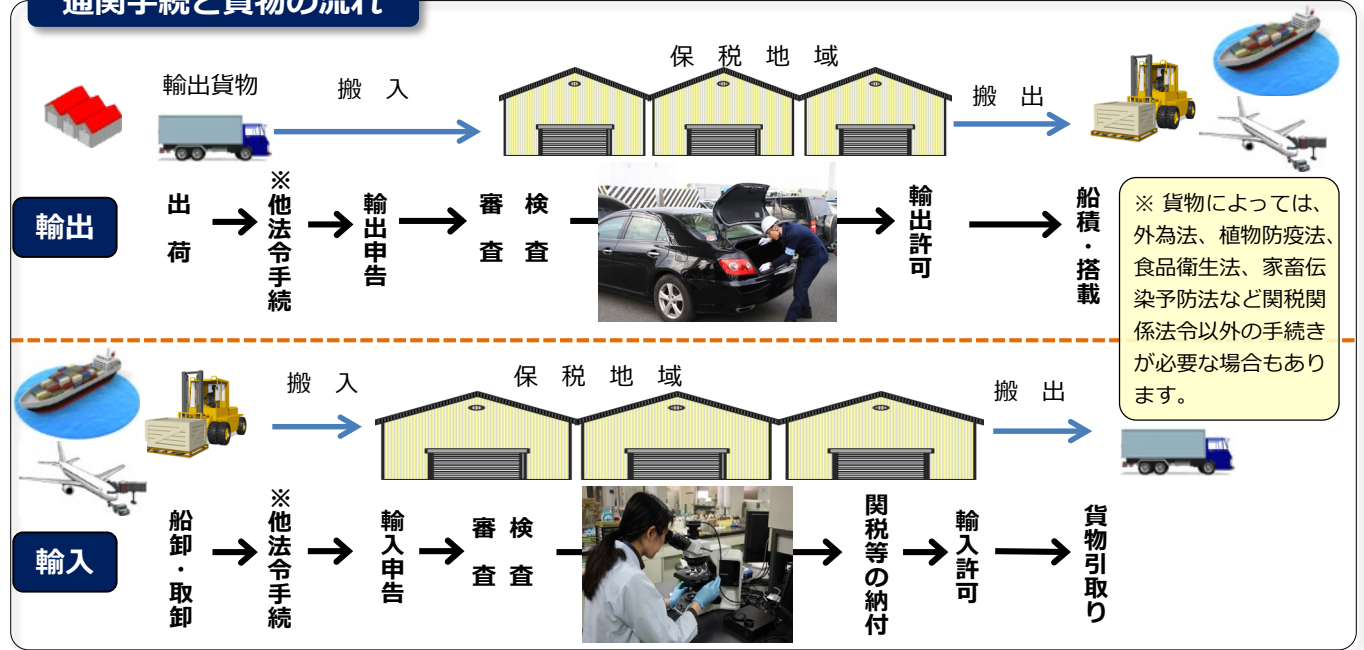 通関手続と貨物の流れ
保税地域
輸出貨物
搬入
搬出
輸出
出荷
※他法令手続
輸出申告
審査
検査
輸出許可
船積・搭載
※ 貨物によっては、
外為法、植物防疫法、
食品衛生法、家畜伝
染予防法など関税関
係法令以外の手続き
が必要な場合もあり
ます。
搬入
保税地域
搬出
輸入
船卸・取卸
※他法令手続
輸入申告
審査
検査
関税等の納付
輸入許可
貨物引取り